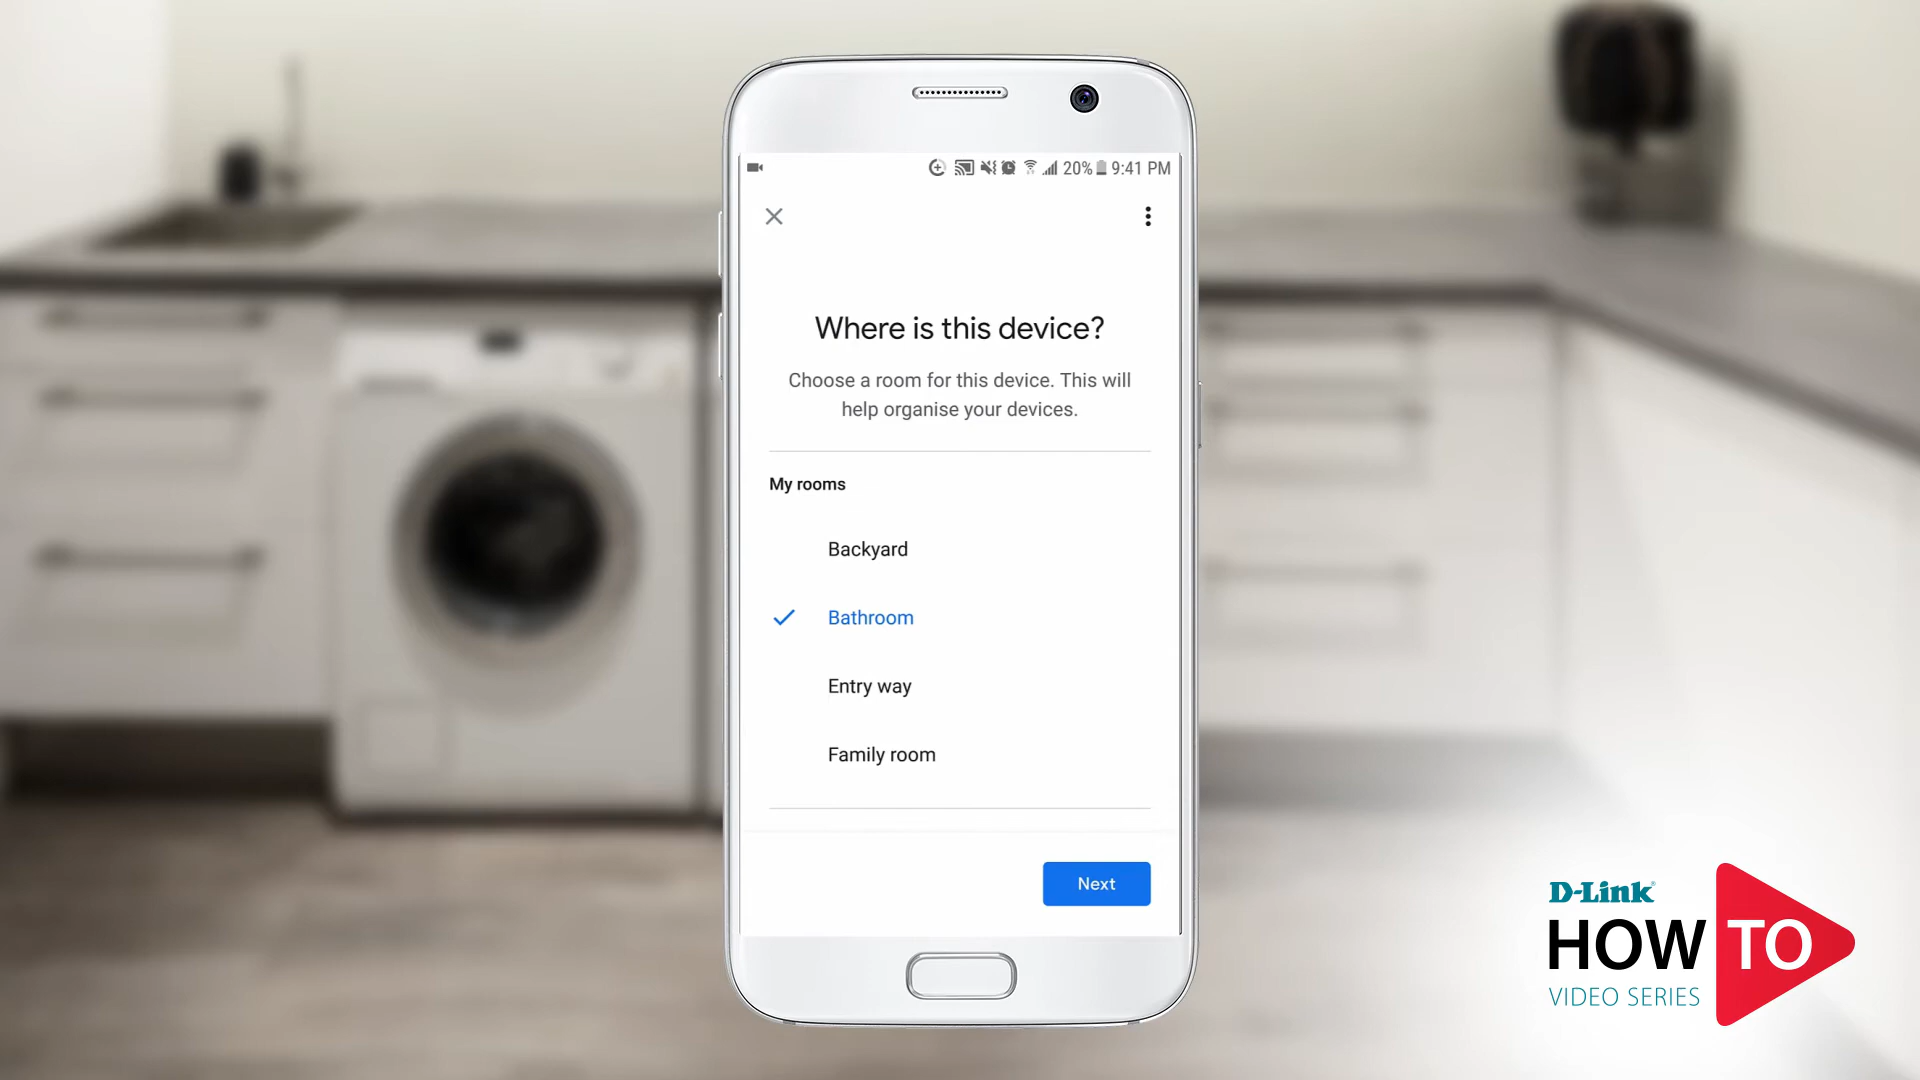 20% 9:41 PM
Where is this device?
Choose a room for this device. This will
help organise your devices.
My rooms
Backyard
Bathroom
Entry way
Family room
Next
D-Link
HOW TO
VIDEO SERIES